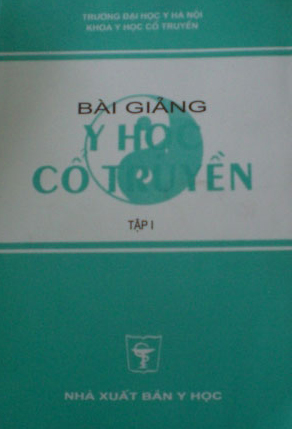 TRƯỜNG ĐẠI HỌC Y HÀ NỘI
KHOA Y HỌC CỔ TRUYỀN
BÀI GIẢNG
Y HỌC
CỔ TRUYỀN
TẬP I
NHÀ XUẤT BẢN Y HỌC